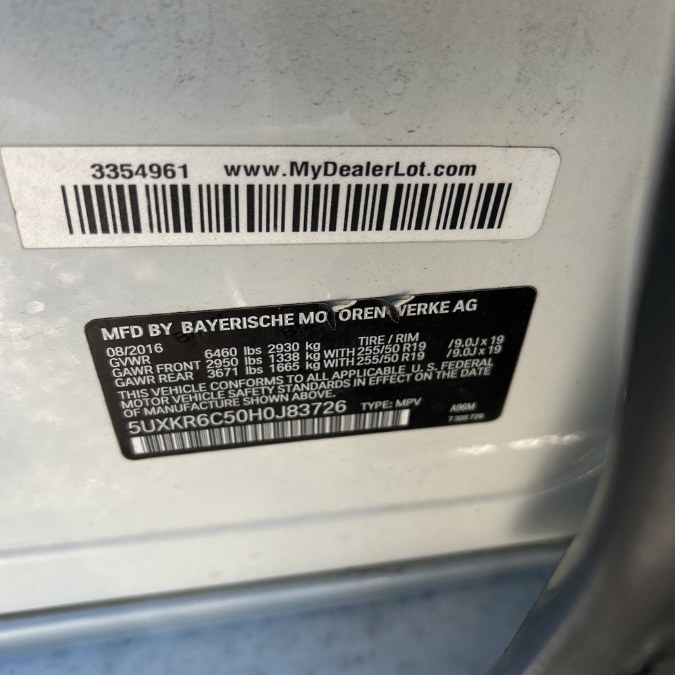 3354961 www.MyDealerLot.com
MFD BY BAYERISCHE MOTOREN WERKE AG
08/2016 TIRE / RIM
GVWR 6460 lbs 2930 kg
GAWR FRONT 2950 lbs 1338 kg WITH 255/50 R19 /9.0J x 19
GAWR REAR 3671 lbs 1665 kg WITH 255/50 R19 /9.0J x 19
THIS VEHICLE CONFORMS TO ALL APPLICABLE U.S. FEDERAL
MOTOR VEHICLE SAFETY STANDARDS IN EFFECT ON THE DATE
OF MANUFACTURE SHOWN ABOVE.
5UXKR6C50H0J83726 TYPE: MPV A96M